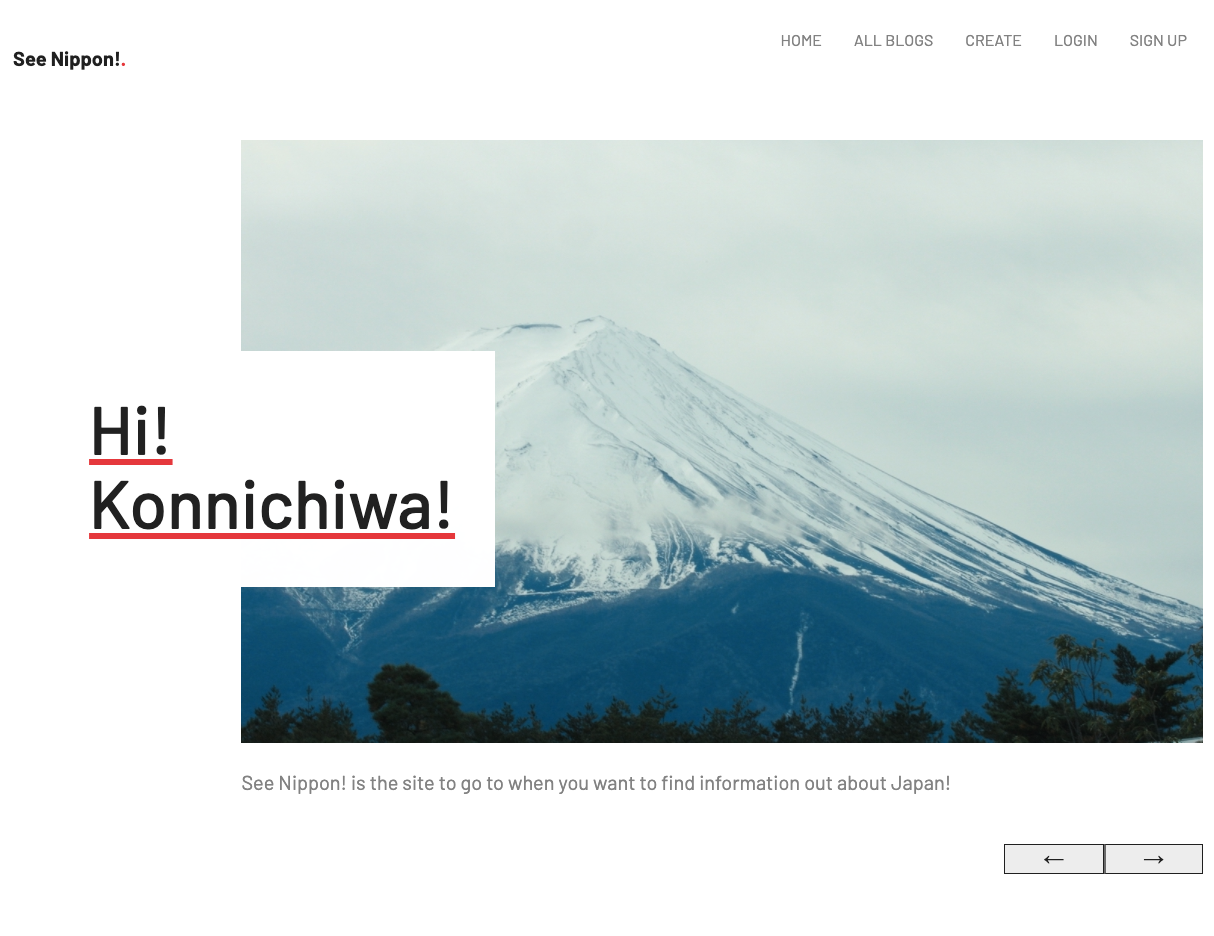 HOME ALL BLOGS CREATE LOGIN SIGN UP
See Nippon!.
Hi!
Konnichiwa!
See Nippon! is the site to go to when you want to find information out about Japan!
← →